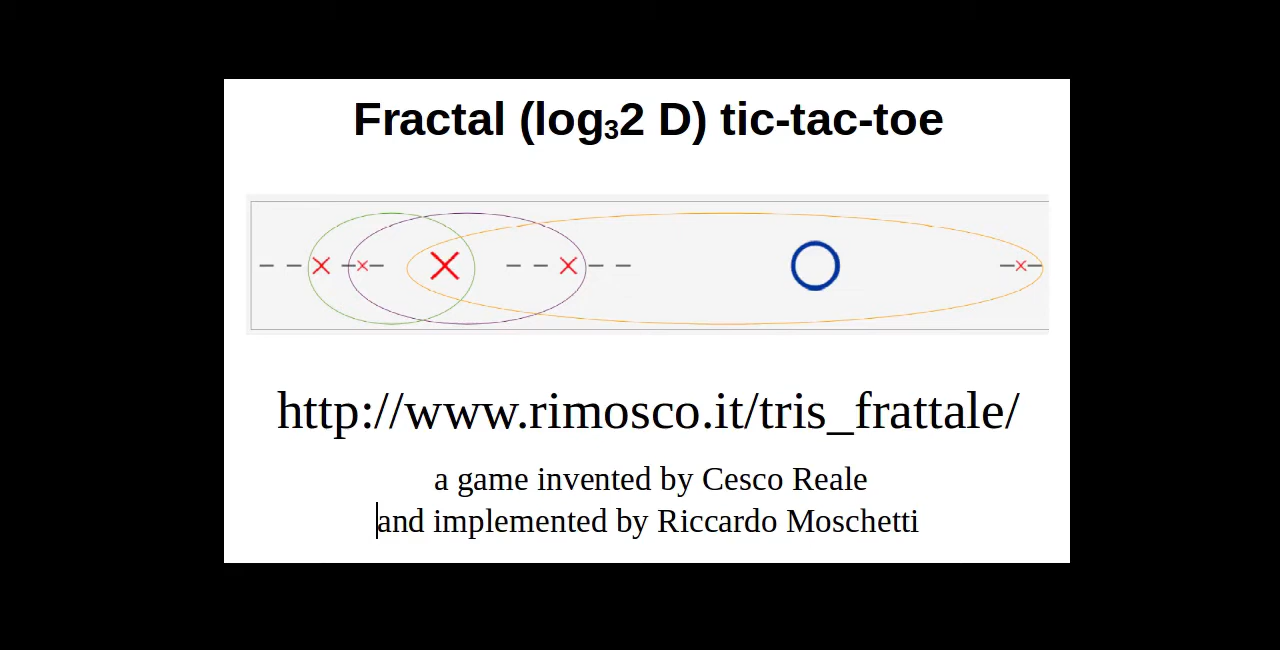 Fractal (log₃2 D) tic-tac-toe
http://www.rimosco.it/tris_frattale/
a game invented by Cesco Reale
and implemented by Riccardo Moschetti